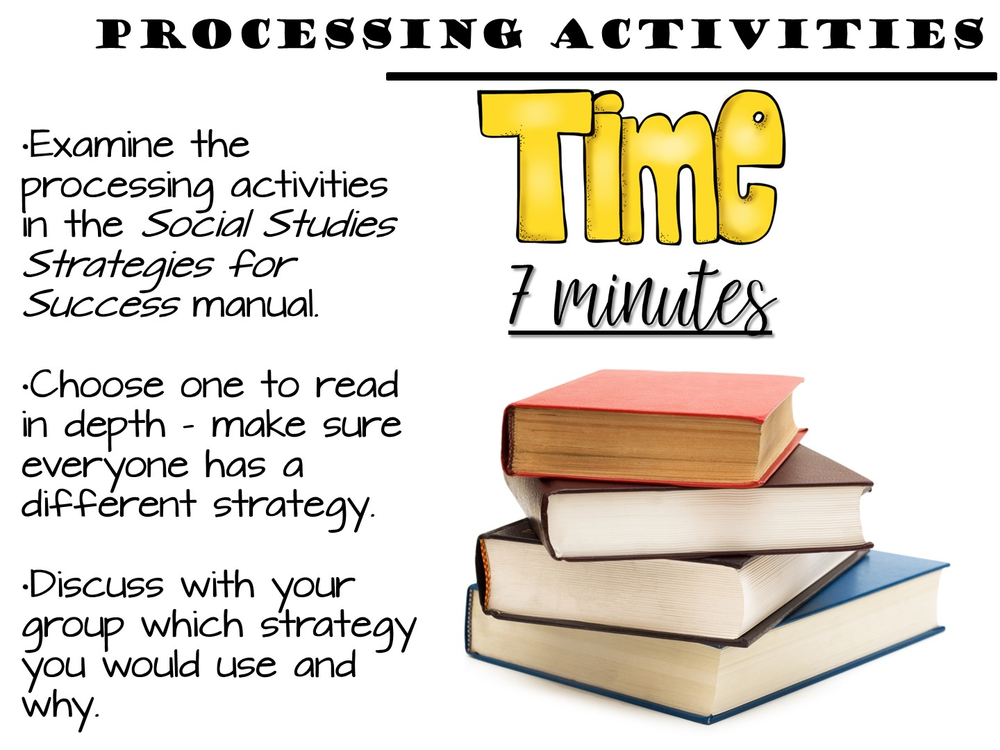 PROCESSING ACTIVITIES
•Examine the
processing activities
in the Social Studies
Strategies for
Success manual.
•Choose one to read
in depth - make sure
everyone has a
different strategy.
•Discuss with your
group which strategy
you would use and
why.
Time
7 minutes